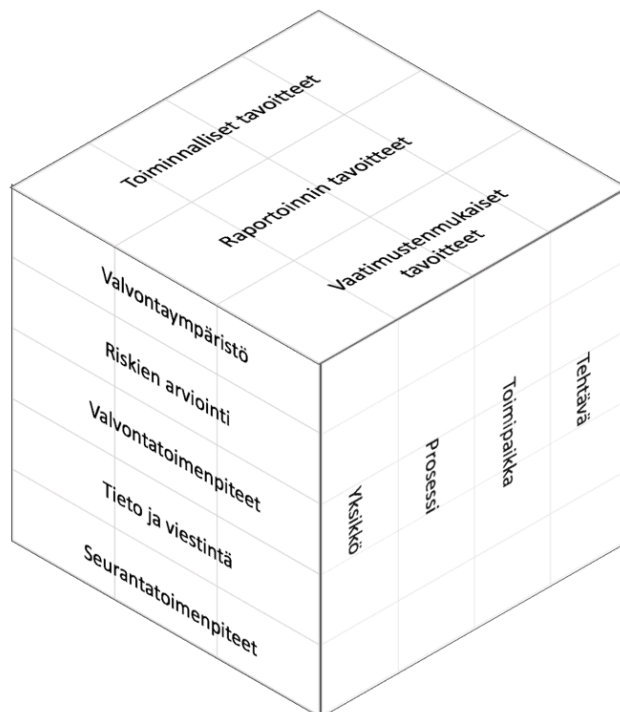 Toiminnalliset tavoitteet
Raportoinnin tavoitteet
Vaatimustenmukaiset
tavoitteet
Valvontaympäristö
Riskien arviointi
Valvontatoimenpiteet
Tieto ja viestintä
Seurantatoimenpiteet
Yksikkö
Prosessi
Toimipaikka
Tehtävä